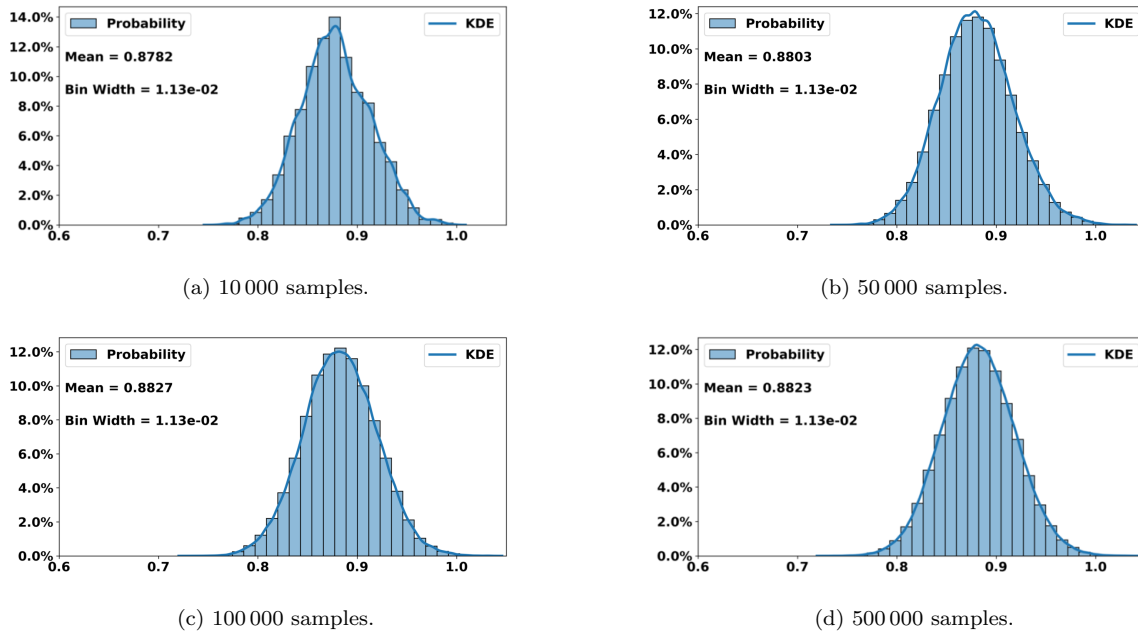 14.0%
12.0%
10.0%
8.0%
6.0%
4.0%
2.0%
0.0%
Probability
KDE
Mean = 0.8782
Bin Width = 1.13e-02
0.6 0.7 0.8 0.9 1.0
(a) 10 000 samples.
12.0%
10.0%
8.0%
6.0%
4.0%
2.0%
0.0%
Probability
KDE
Mean = 0.8803
Bin Width = 1.13e-02
0.6 0.7 0.8 0.9 1.0
(b) 50 000 samples.
12.0%
10.0%
8.0%
6.0%
4.0%
2.0%
0.0%
Probability
KDE
Mean = 0.8827
Bin Width = 1.13e-02
0.6 0.7 0.8 0.9 1.0
(c) 100 000 samples.
12.0%
10.0%
8.0%
6.0%
4.0%
2.0%
0.0%
Probability
KDE
Mean = 0.8823
Bin Width = 1.13e-02
0.6 0.7 0.8 0.9 1.0
(d) 500 000 samples.